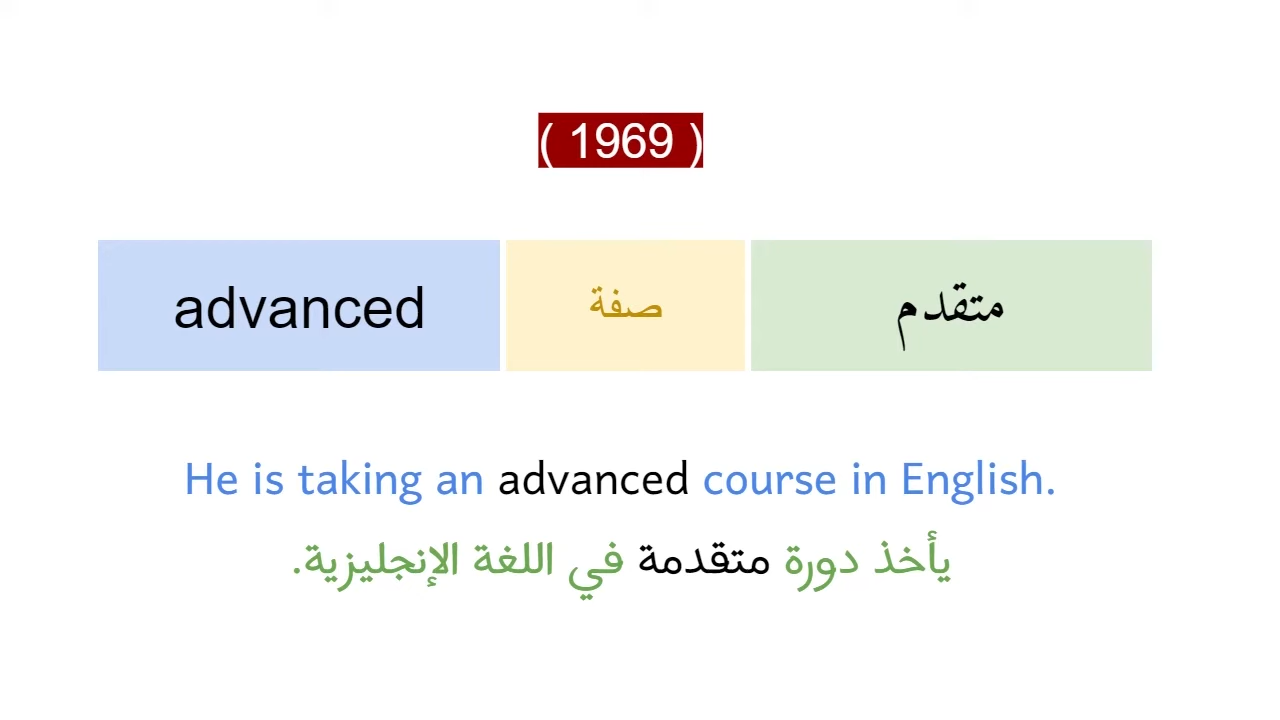 ( 1969 )
advanced صفة متقدم
He is taking an advanced course in English.
يأخذ دورة متقدمة في اللغة الإنجليزية.